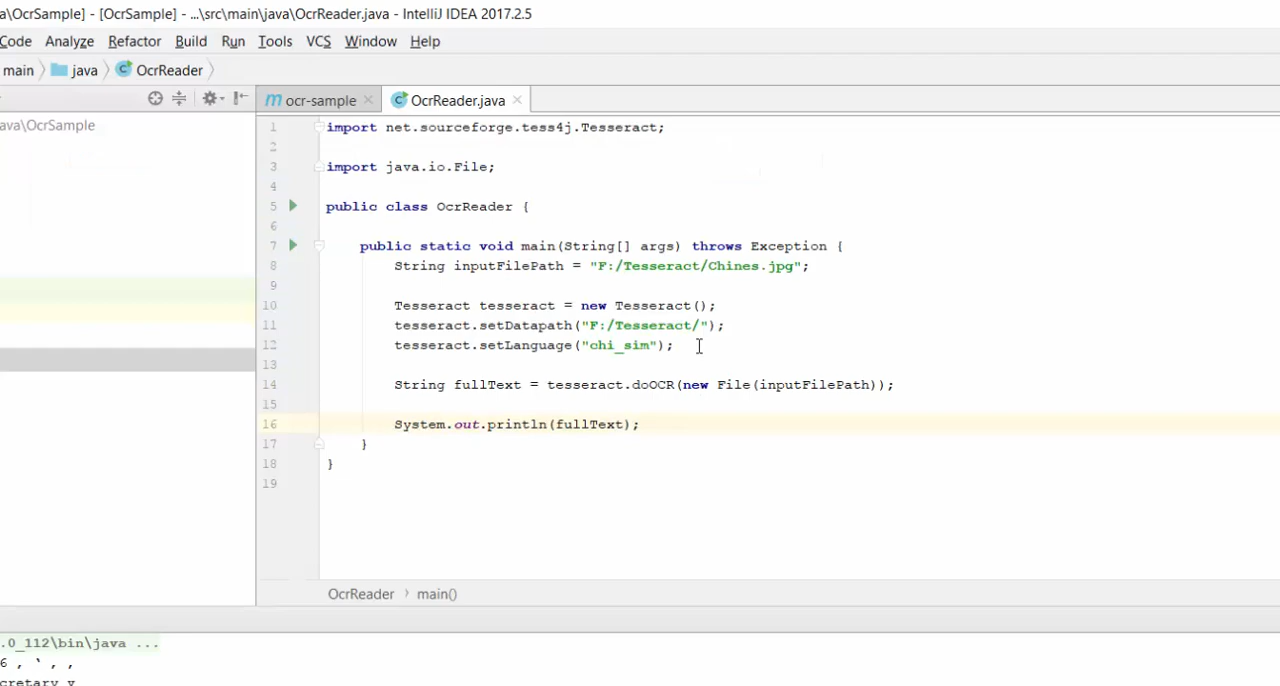 a\OcrSample] - [OcrSample] - ...\src\main\java\OcrReader.java - IntelliJ IDEA 2017.2.5
Code Analyze Refactor Build Run Tools VCS Window Help
main java OcrReader
ocr-sample OcrReader.java
ava\OcrSample
1 import net.sourceforge.tess4j.Tesseract;
2
3 import java.io.File;
4
5 public class OcrReader {
6
7 public static void main(String[] args) throws Exception {
8 String inputFilePath = "F:/Tesseract/Chines.jpg";
9
10 Tesseract tesseract = new Tesseract();
11 tesseract.setDatapath("F:/Tesseract/");
12 tesseract.setLanguage("chi_sim");
13
14 String fullText = tesseract.doOCR(new File(inputFilePath));
15
16 System.out.println(fullText);
17 }
18 }
19
OcrReader › main()
.0_112\bin\java ...
6 , ‘ , ,
cretary y